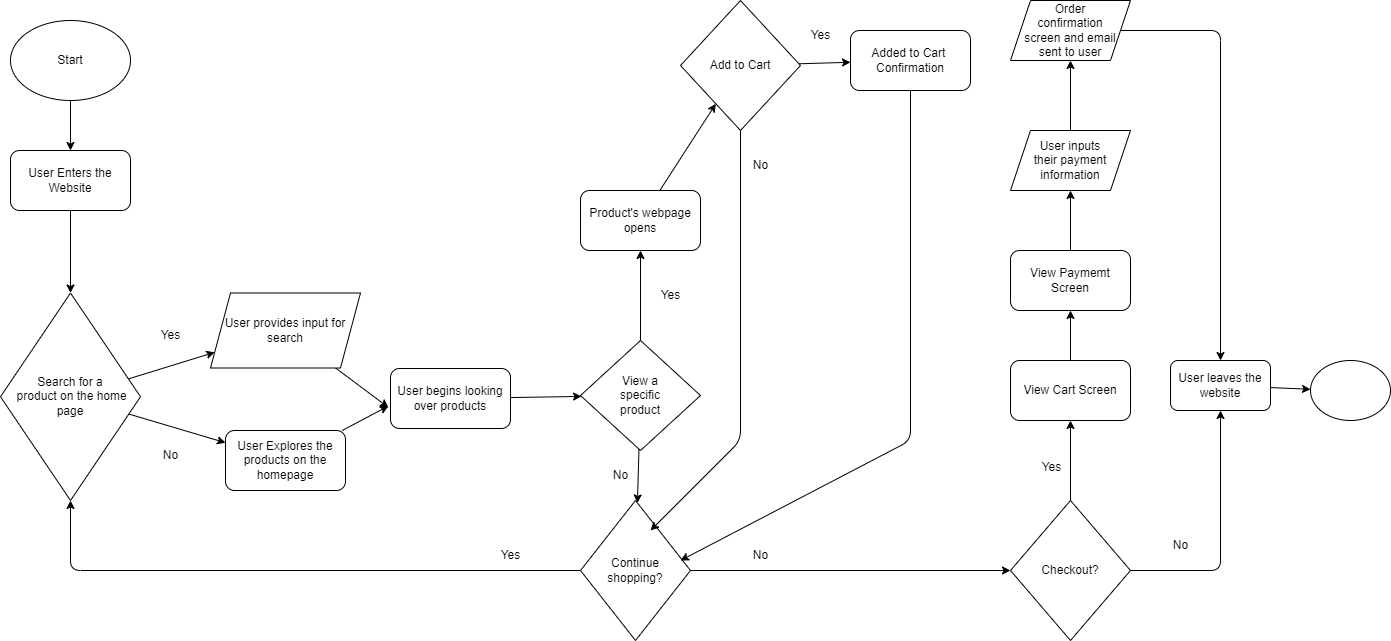 Start
User Enters the
Website
Search for a
product on the home
page
Yes
No
User provides input for
search
User Explores the
products on the
homepage
User begins looking
over products
View a
specific
product
Yes
No
Product's webpage
opens
Add to Cart
Yes
No
Added to Cart
Confirmation
Continue
shopping?
Yes
No
Checkout?
Yes
No
View Cart Screen
View Paymemt
Screen
User inputs
their payment
information
Order
confirmation
screen and email
sent to user
User leaves the
website